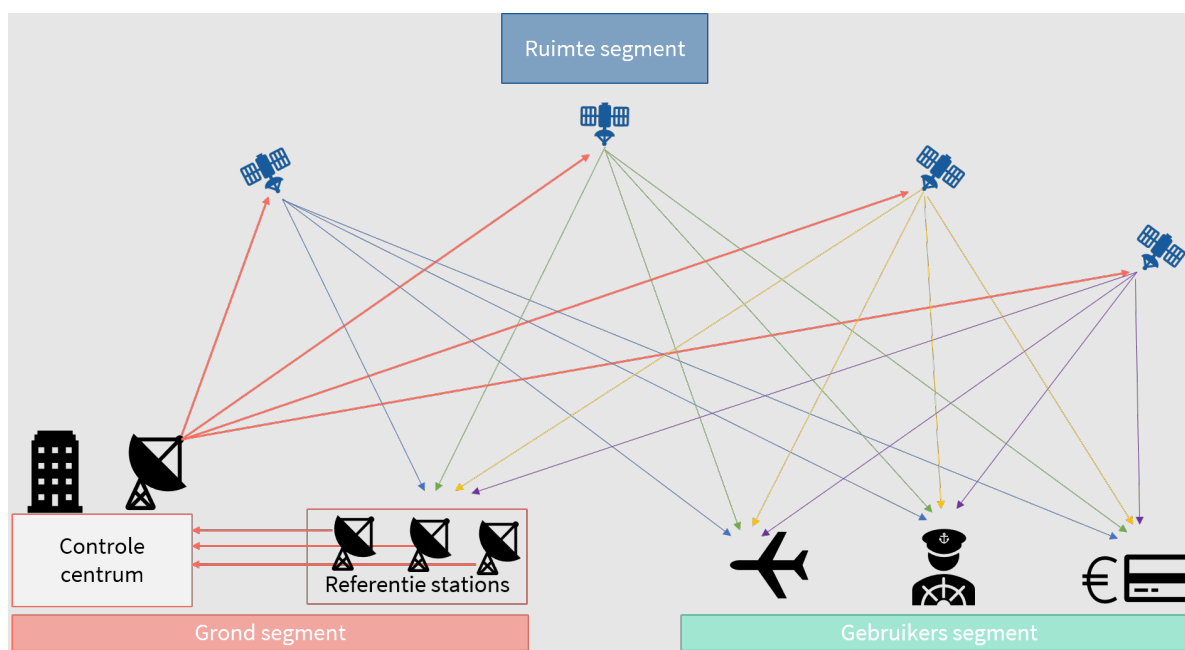 Ruimte segment
Controle
centrum
Referentie stations
Grond segment
Gebruikers segment